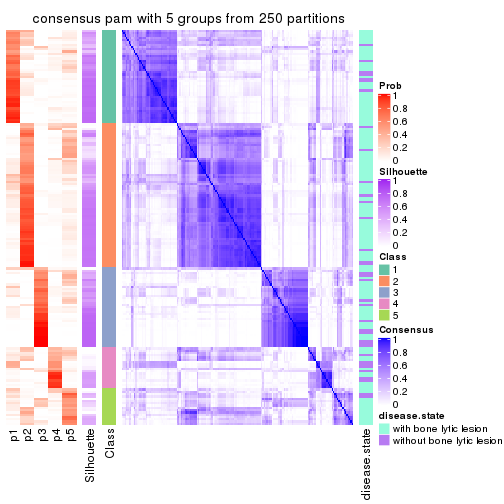 consensus pam with 5 groups from 250 partitions
p1
p2
p3
p4
p5
Silhouette
Class
disease.state
Prob
1
0.8
0.6
0.4
0.2
0
Silhouette
1
0.8
0.6
0.4
0.2
0
Class
1
2
3
4
5
Consensus
1
0.8
0.6
0.4
0.2
0
disease.state
with bone lytic lesion
without bone lytic lesion